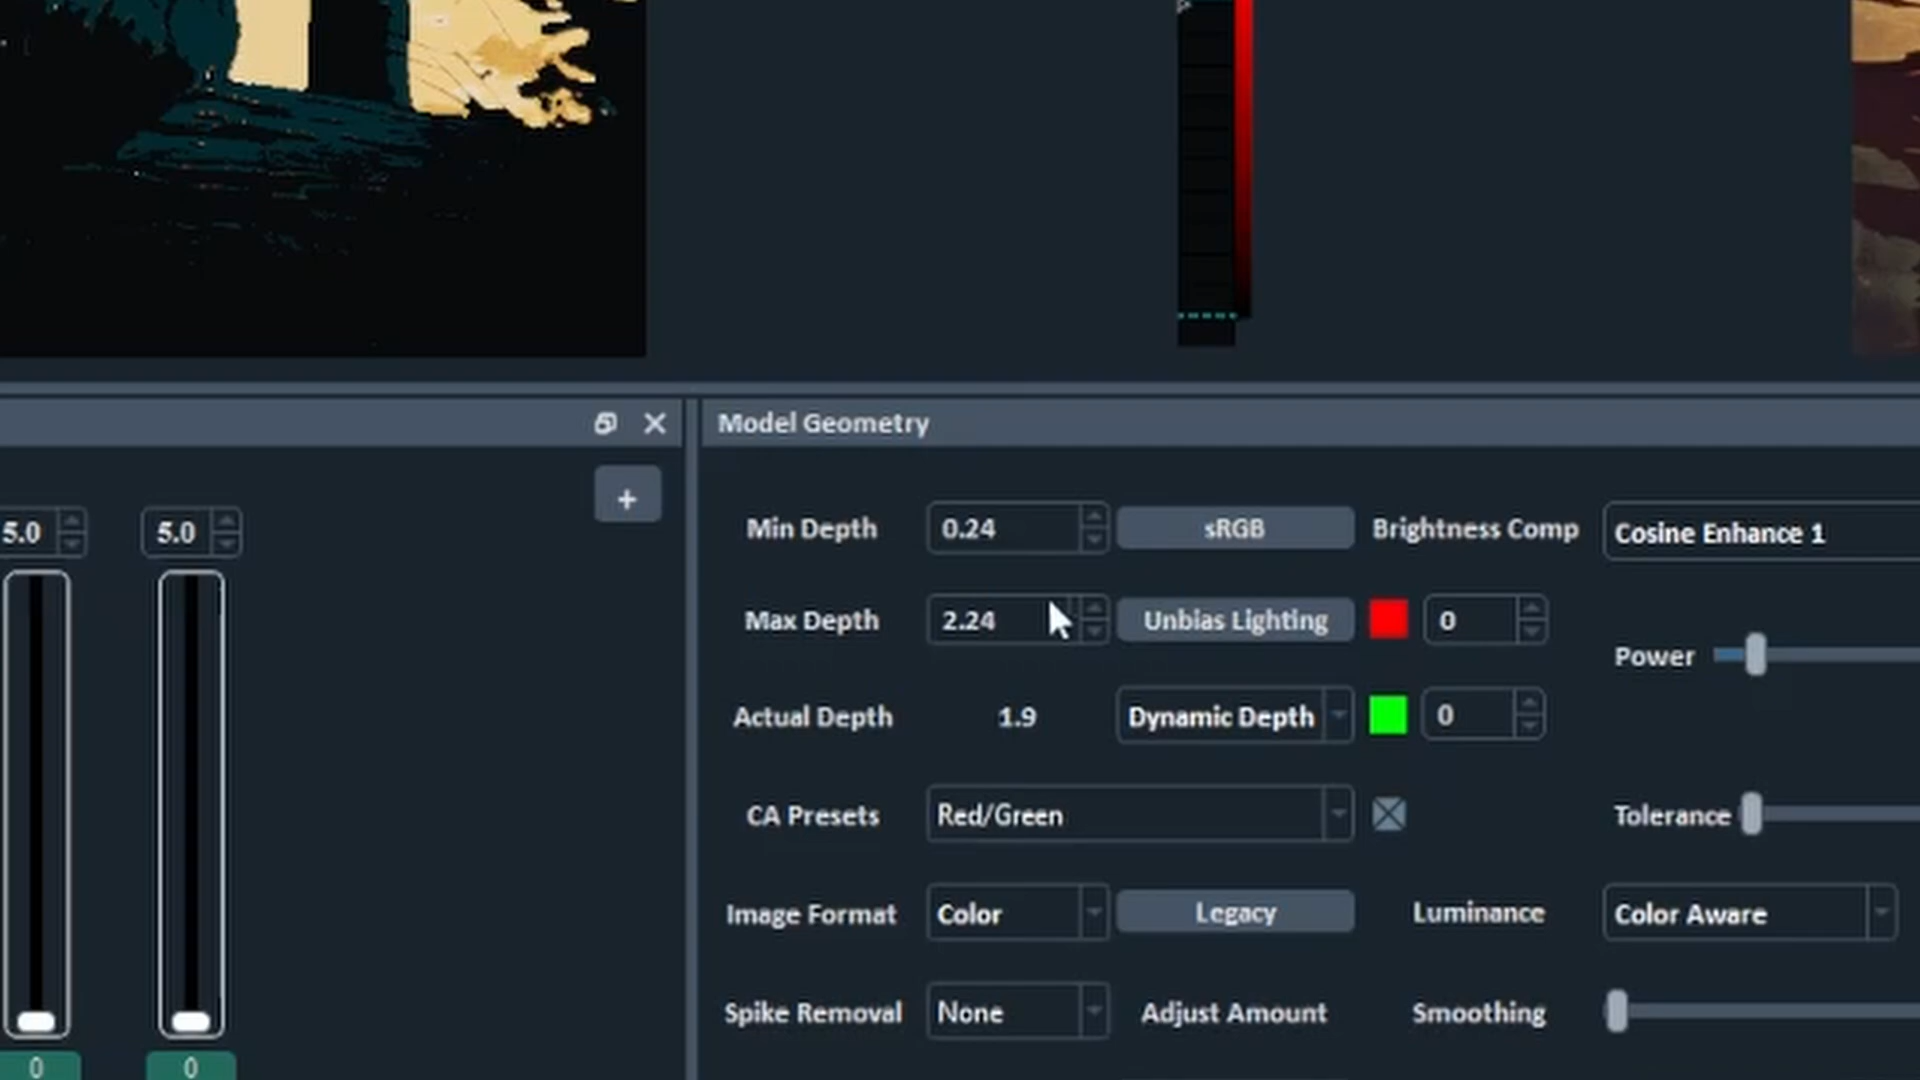 Model Geometry
+
5.0 5.0
Min Depth 0.24 sRGB Brightness Comp Cosine Enhance 1
Max Depth 2.24 Unbias Lighting 0
Power
Actual Depth 1.9 Dynamic Depth 0
CA Presets Red/Green Tolerance
Image Format Color Legacy Luminance Color Aware
Spike Removal None Adjust Amount Smoothing
0 0